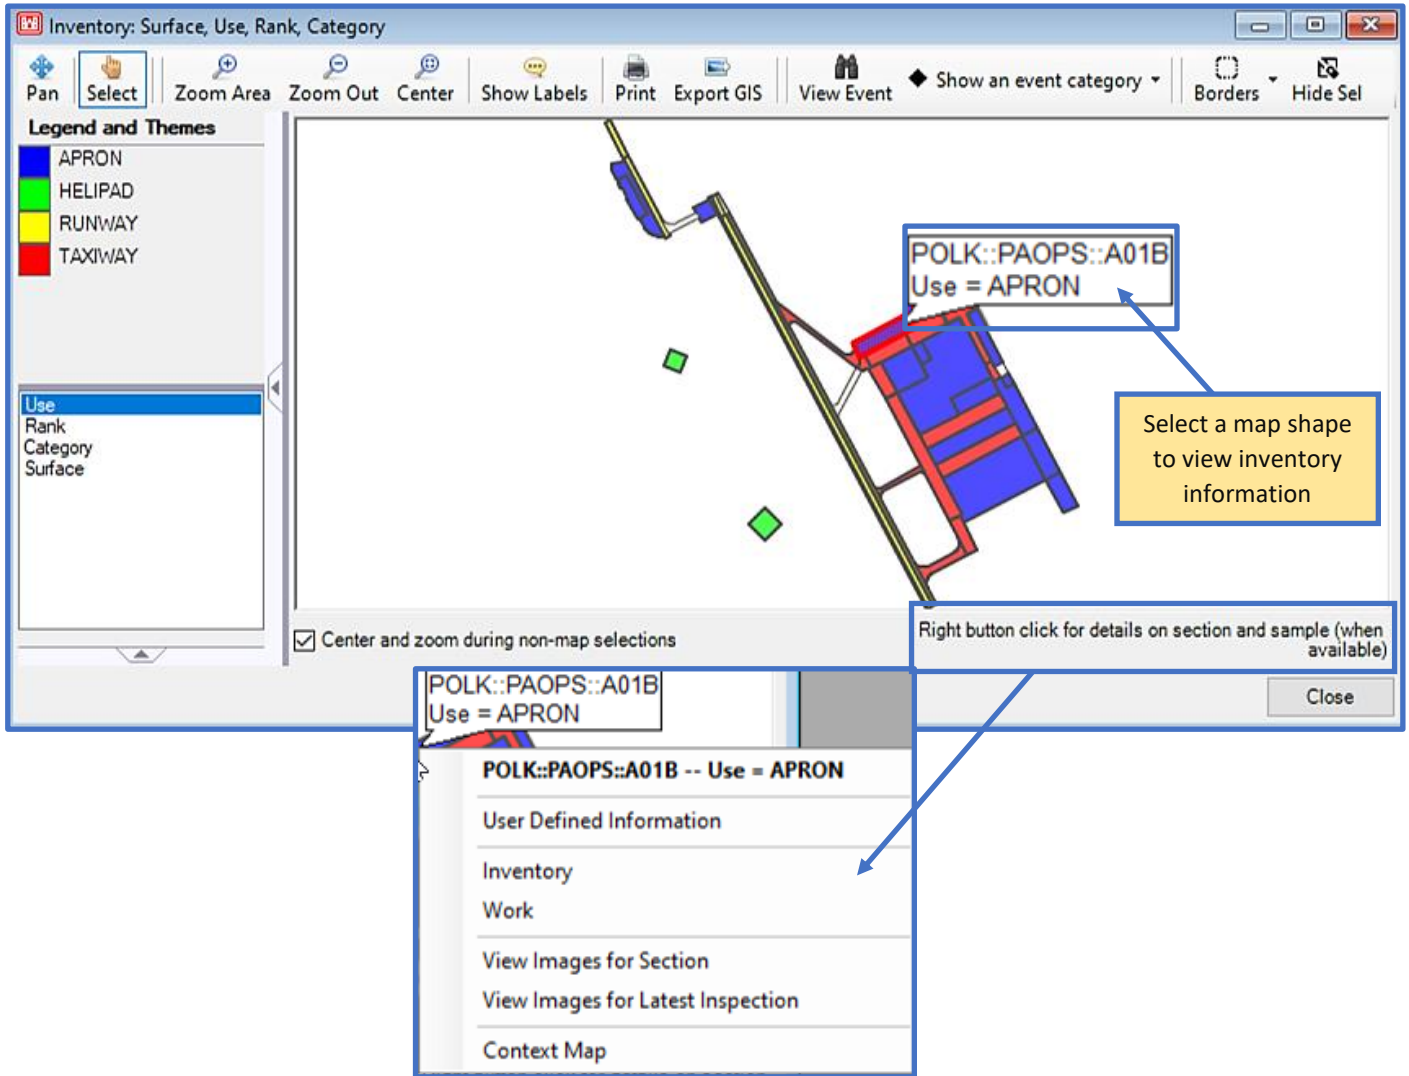 Inventory: Surface, Use, Rank, Category
Pan Select Zoom Area Zoom Out Center Show Labels Print Export GIS View Event Show an event category Borders Hide Sel
Legend and Themes
APRON
HELIPAD
RUNWAY
TAXIWAY
Use
Rank
Category
Surface
POLK::PAOPS::A01B
Use = APRON
Select a map shape
to view inventory
information
Center and zoom during non-map selections
Right button click for details on section and sample (when
available)
Close
POLK::PAOPS::A01B
Use = APRON
POLK::PAOPS::A01B -- Use = APRON
User Defined Information
Inventory
Work
View Images for Section
View Images for Latest Inspection
Context Map